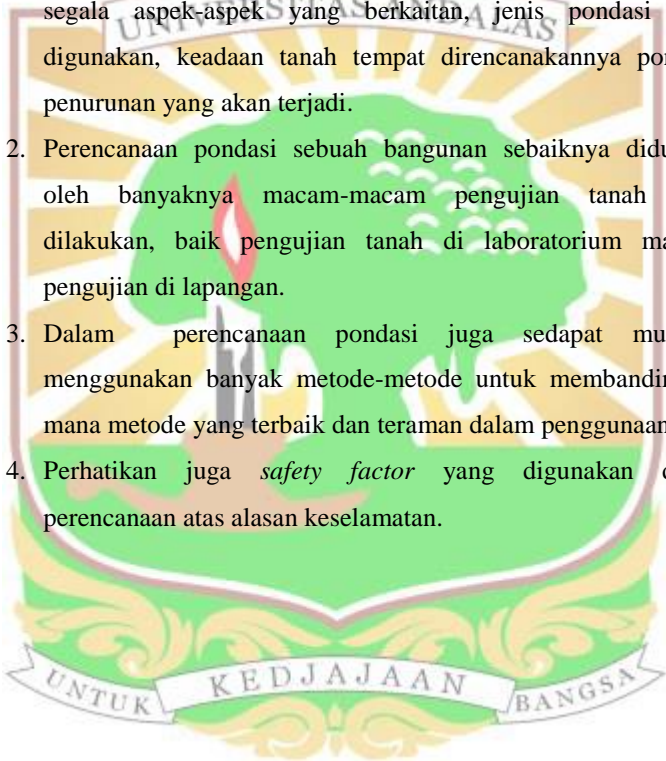 segala aspek-aspek yang berkaitan, jenis pondasi
UNIVERSITAS ANDALAS
digunakan, keadaan tanah tempat direncanakannya
penurunan yang akan terjadi.
2. Perencanaan pondasi sebuah bangunan sebaiknya
oleh banyaknya macam-macam pengujian tanah
dilakukan, baik pengujian tanah di laboratorium
pengujian di lapangan.
3. Dalam perencanaan pondasi juga sedapat
menggunakan banyak metode-metode untuk
mana metode yang terbaik dan teraman dalam penggunaan
4. Perhatikan juga safety factor yang digunakan
perencanaan atas alasan keselamatan.
UNTUK KEDJAJAAN BANGSA